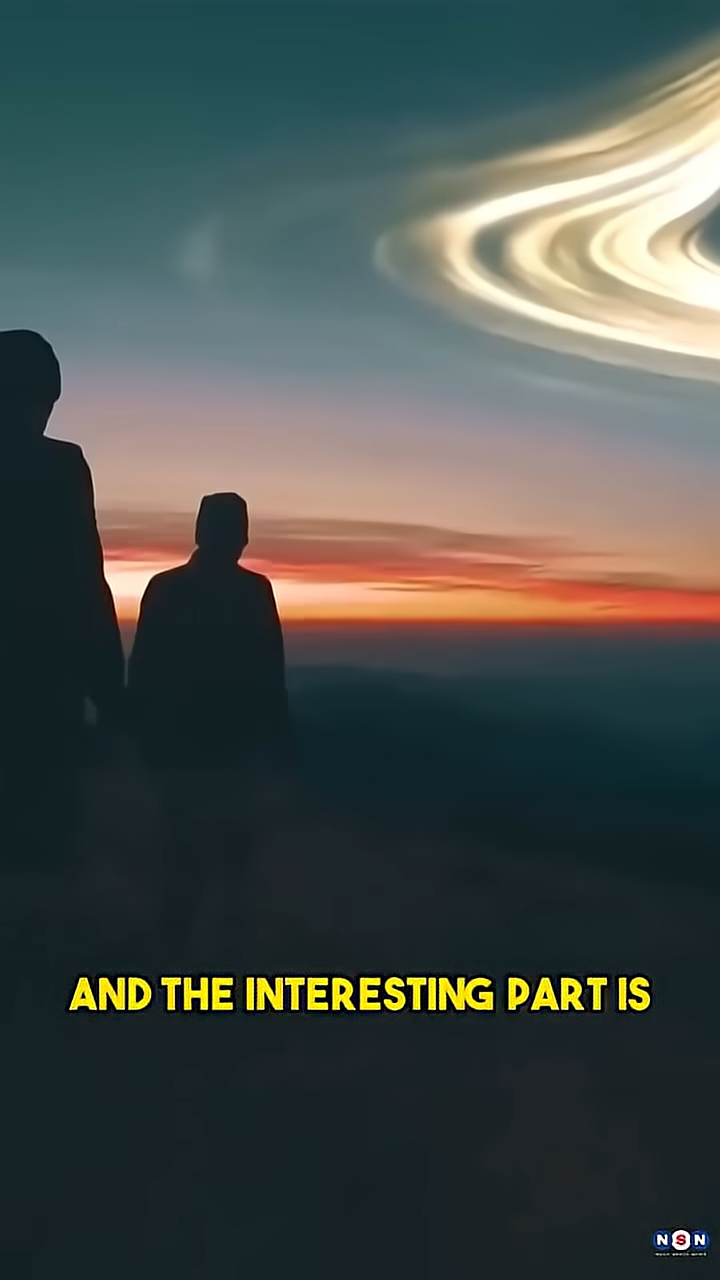 AND THE INTERESTING PART IS
NSN